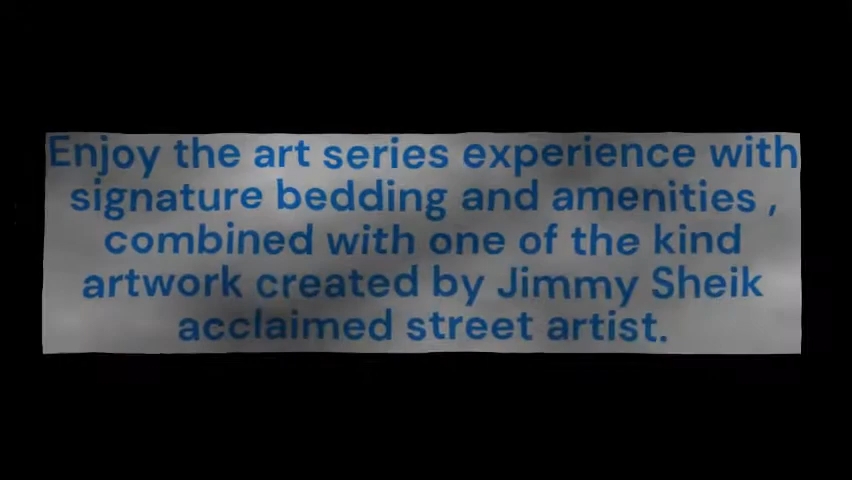 Enjoy the art series experience with
signature bedding and amenities ,
combined with one of the kind
artwork created by Jimmy Sheik
acclaimed street artist.